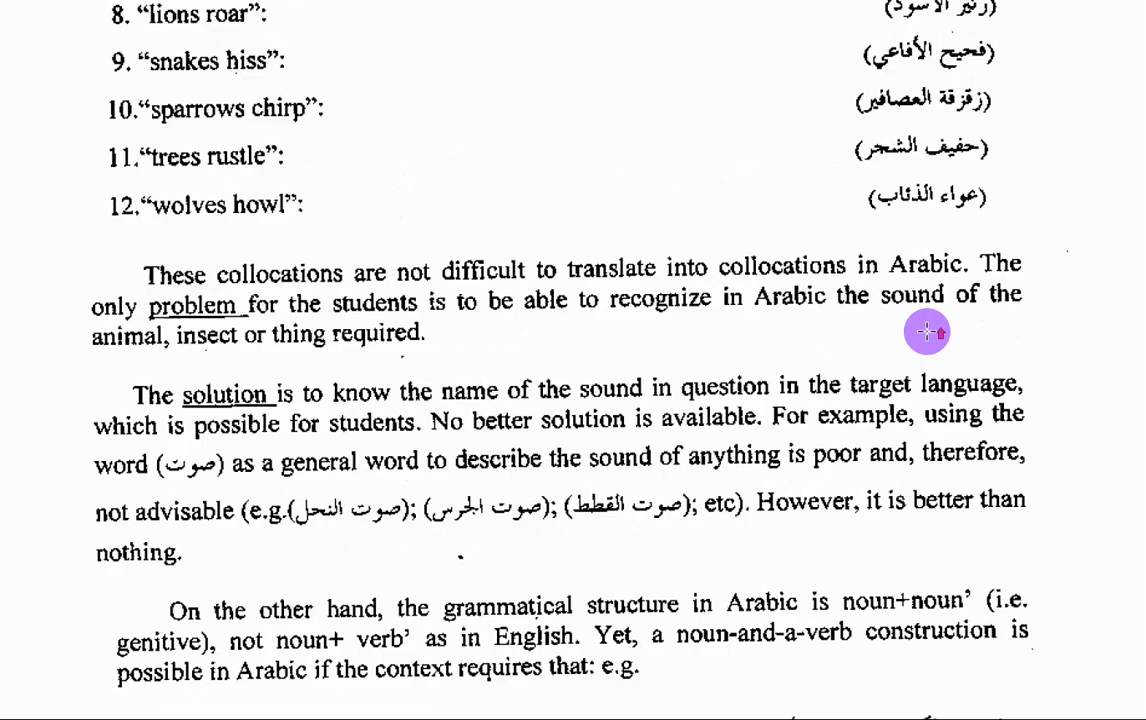 8. “lions roar”: (زئير الأسود)
9. “snakes hiss”: (فحيح الأفاعي)
10.“sparrows chirp”: (زقزقة العصافير)
11.“trees rustle”: (حفيف الشجر)
12.“wolves howl”: (عواء الذئاب)
These collocations are not difficult to translate into collocations in Arabic. The
only problem for the students is to be able to recognize in Arabic the sound of the
animal, insect or thing required.
The solution is to know the name of the sound in question in the target language,
which is possible for students. No better solution is available. For example, using the
word (صوت) as a general word to describe the sound of anything is poor and, therefore,
not advisable (e.g.(صوت النحل); (صوت الجرس); (صوت القطط); etc). However, it is better than
nothing.
On the other hand, the grammatical structure in Arabic is noun+noun’ (i.e.
genitive), not noun+ verb’ as in English. Yet, a noun-and-a-verb construction is
possible in Arabic if the context requires that: e.g.